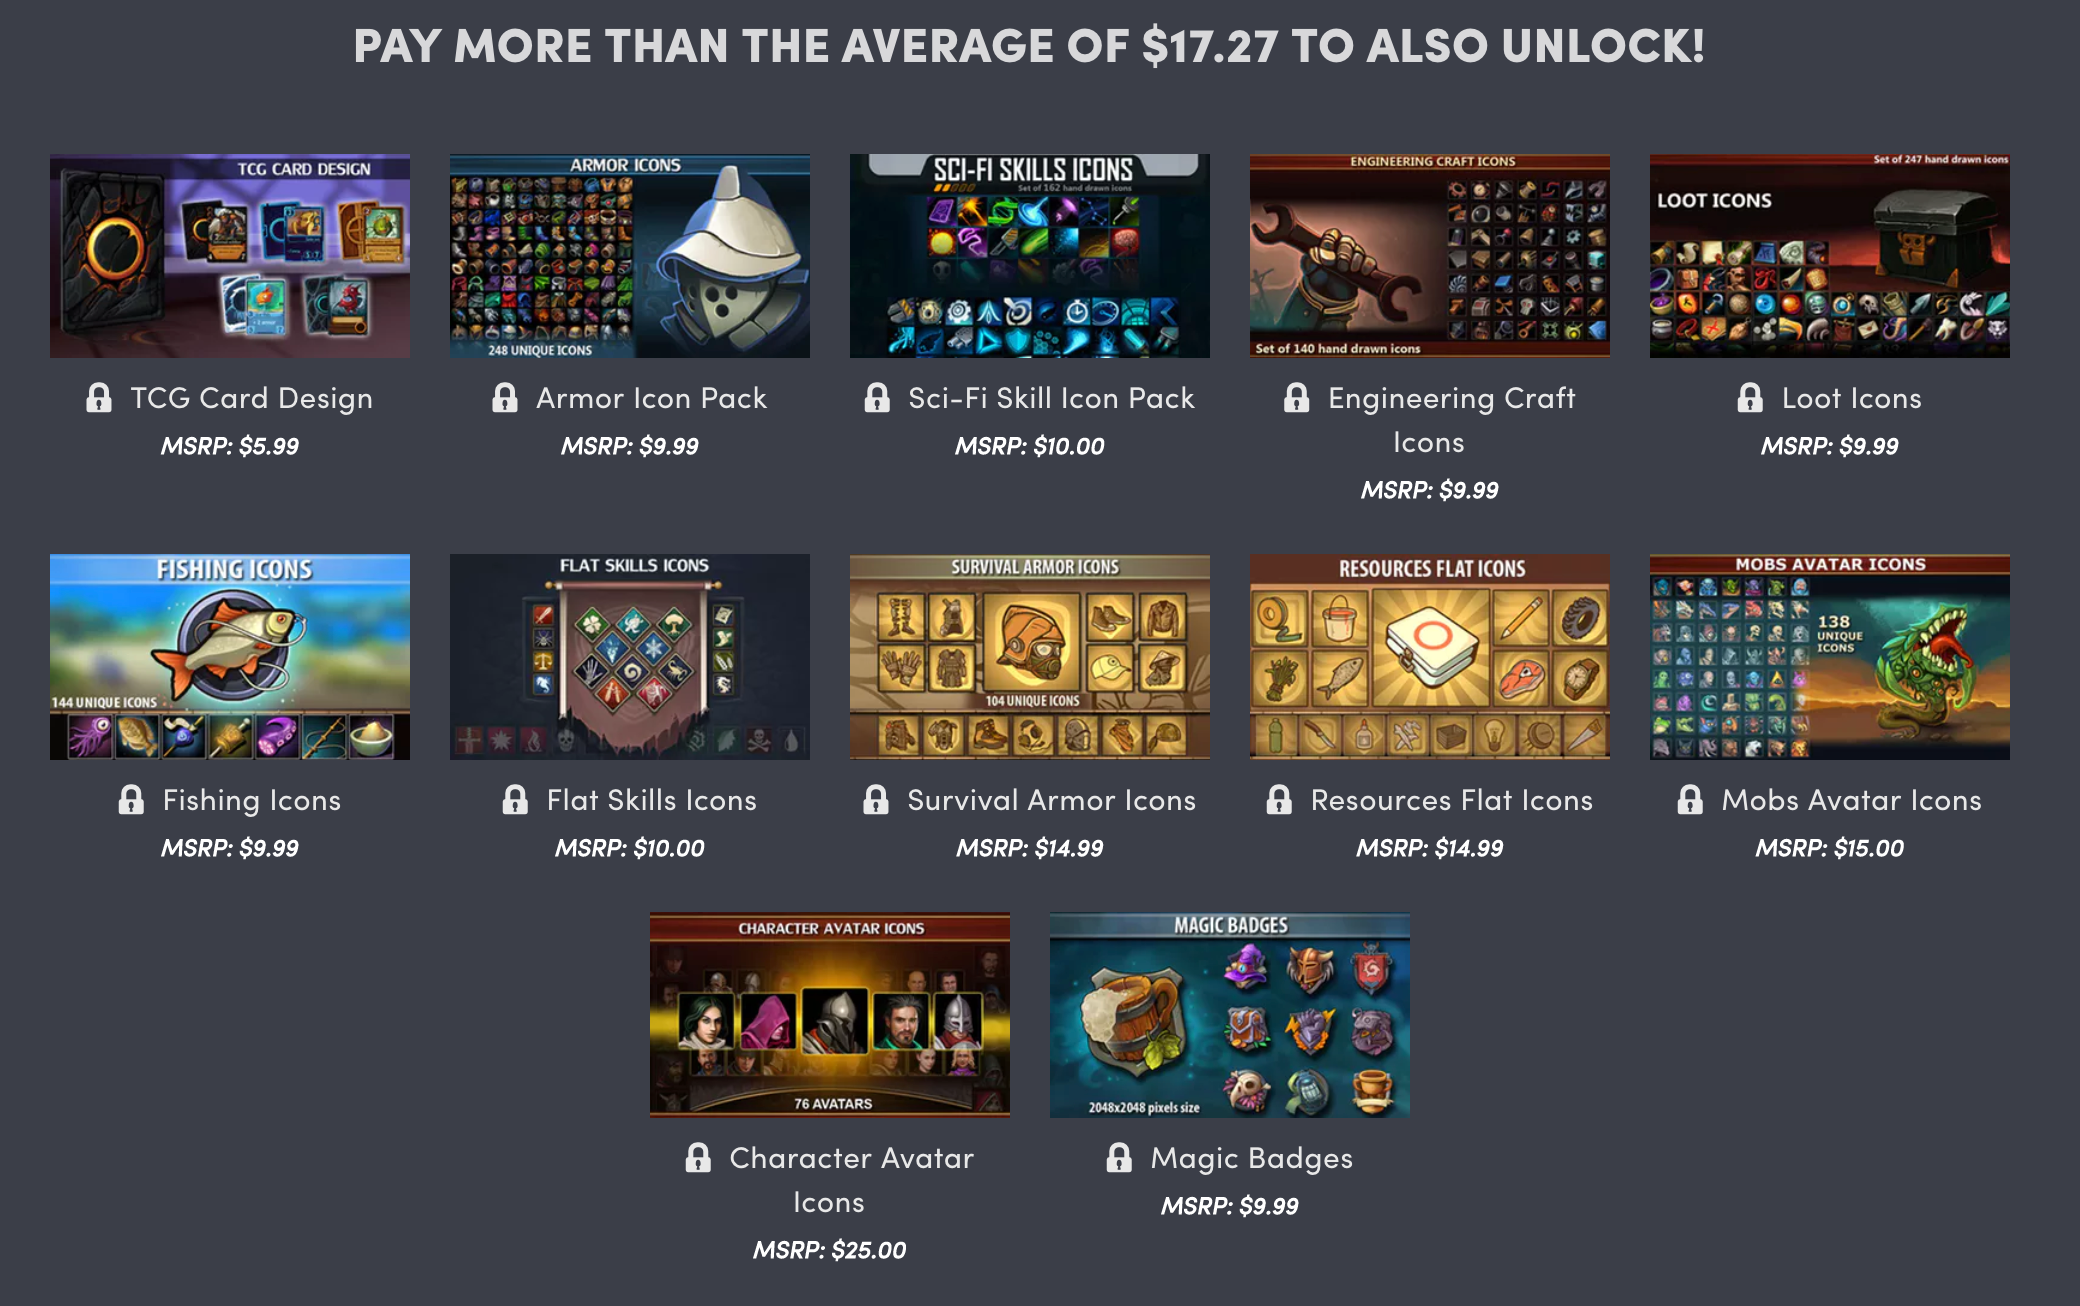 PAY MORE THAN THE AVERAGE OF $17.27 TO ALSO UNLOCK!
TCG CARD DESIGN
TCG Card Design
MSRP: $5.99
ARMOR ICONS
248 UNIQUE ICONS
Armor Icon Pack
MSRP: $9.99
SCI-FI SKILLS ICONS
Set of 162 hand drawn icons
Sci-Fi Skill Icon Pack
MSRP: $10.00
ENGINEERING CRAFT ICONS
Set of 140 hand drawn icons
Engineering Craft
Icons
MSRP: $9.99
Set of 247 hand drawn icons
LOOT ICONS
Loot Icons
MSRP: $9.99
FISHING ICONS
144 UNIQUE ICONS
Fishing Icons
MSRP: $9.99
FLAT SKILLS ICONS
Flat Skills Icons
MSRP: $10.00
SURVIVAL ARMOR ICONS
104 UNIQUE ICONS
Survival Armor Icons
MSRP: $14.99
RESOURCES FLAT ICONS
Resources Flat Icons
MSRP: $14.99
MOBS AVATAR ICONS
138
UNIQUE
ICONS
Mobs Avatar Icons
MSRP: $15.00
CHARACTER AVATAR ICONS
76 AVATARS
Character Avatar
Icons
MSRP: $25.00
MAGIC BADGES
2048x2048 pixels size
Magic Badges
MSRP: $9.99